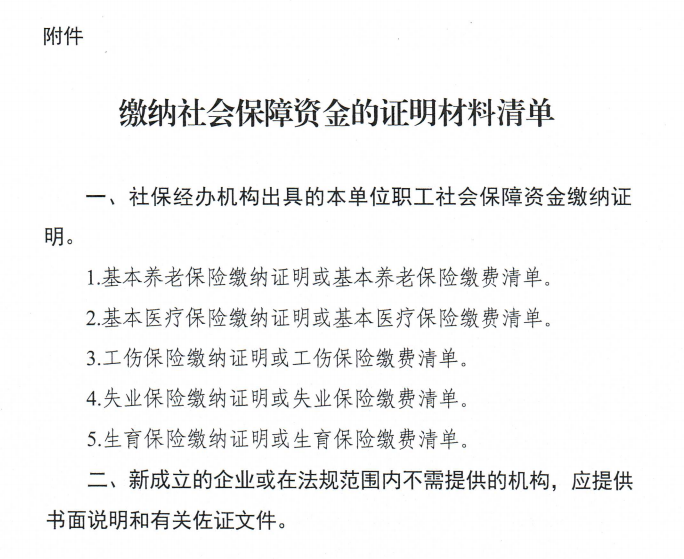 附件
缴纳社会保障资金的证明材料清单
一、社保经办机构出具的本单位职工社会保障资金缴纳证
明。
1.基本养老保险缴纳证明或基本养老保险缴费清单。
2.基本医疗保险缴纳证明或基本医疗保险缴费清单。
3.工伤保险缴纳证明或工伤保险缴费清单。
4.失业保险缴纳证明或失业保险缴费清单。
5.生育保险缴纳证明或生育保险缴费清单。
二、新成立的企业或在法规范围内不需提供的机构，应提供
书面说明和有关佐证文件。